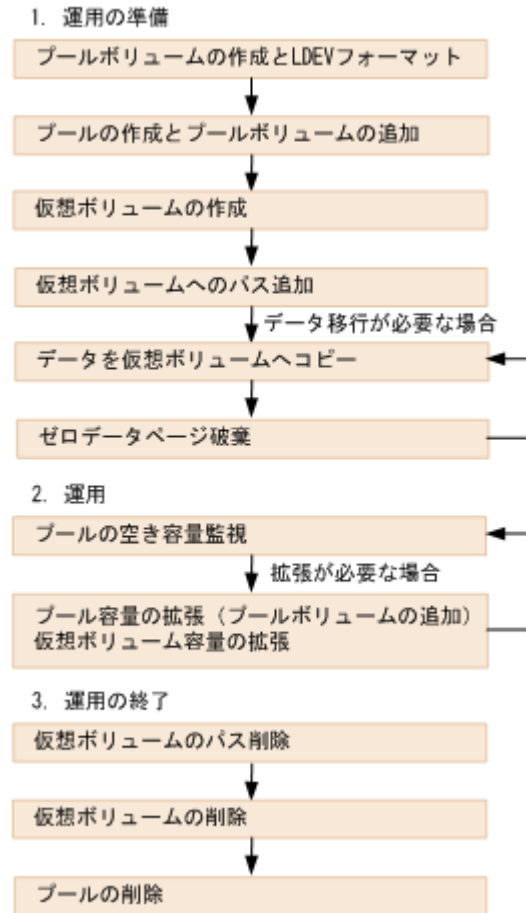 1. 運用の準備
プールボリュームの作成とLDEVフォーマット
プールの作成とプールボリュームの追加
仮想ボリュームの作成
仮想ボリュームへのパス追加
データ移行が必要な場合
データを仮想ボリュームへコピー
ゼロデータページ破棄
2. 運用
プールの空き容量監視
拡張が必要な場合
プール容量の拡張（プールボリュームの追加）
仮想ボリューム容量の拡張
3. 運用の終了
仮想ボリュームのパス削除
仮想ボリュームの削除
プールの削除